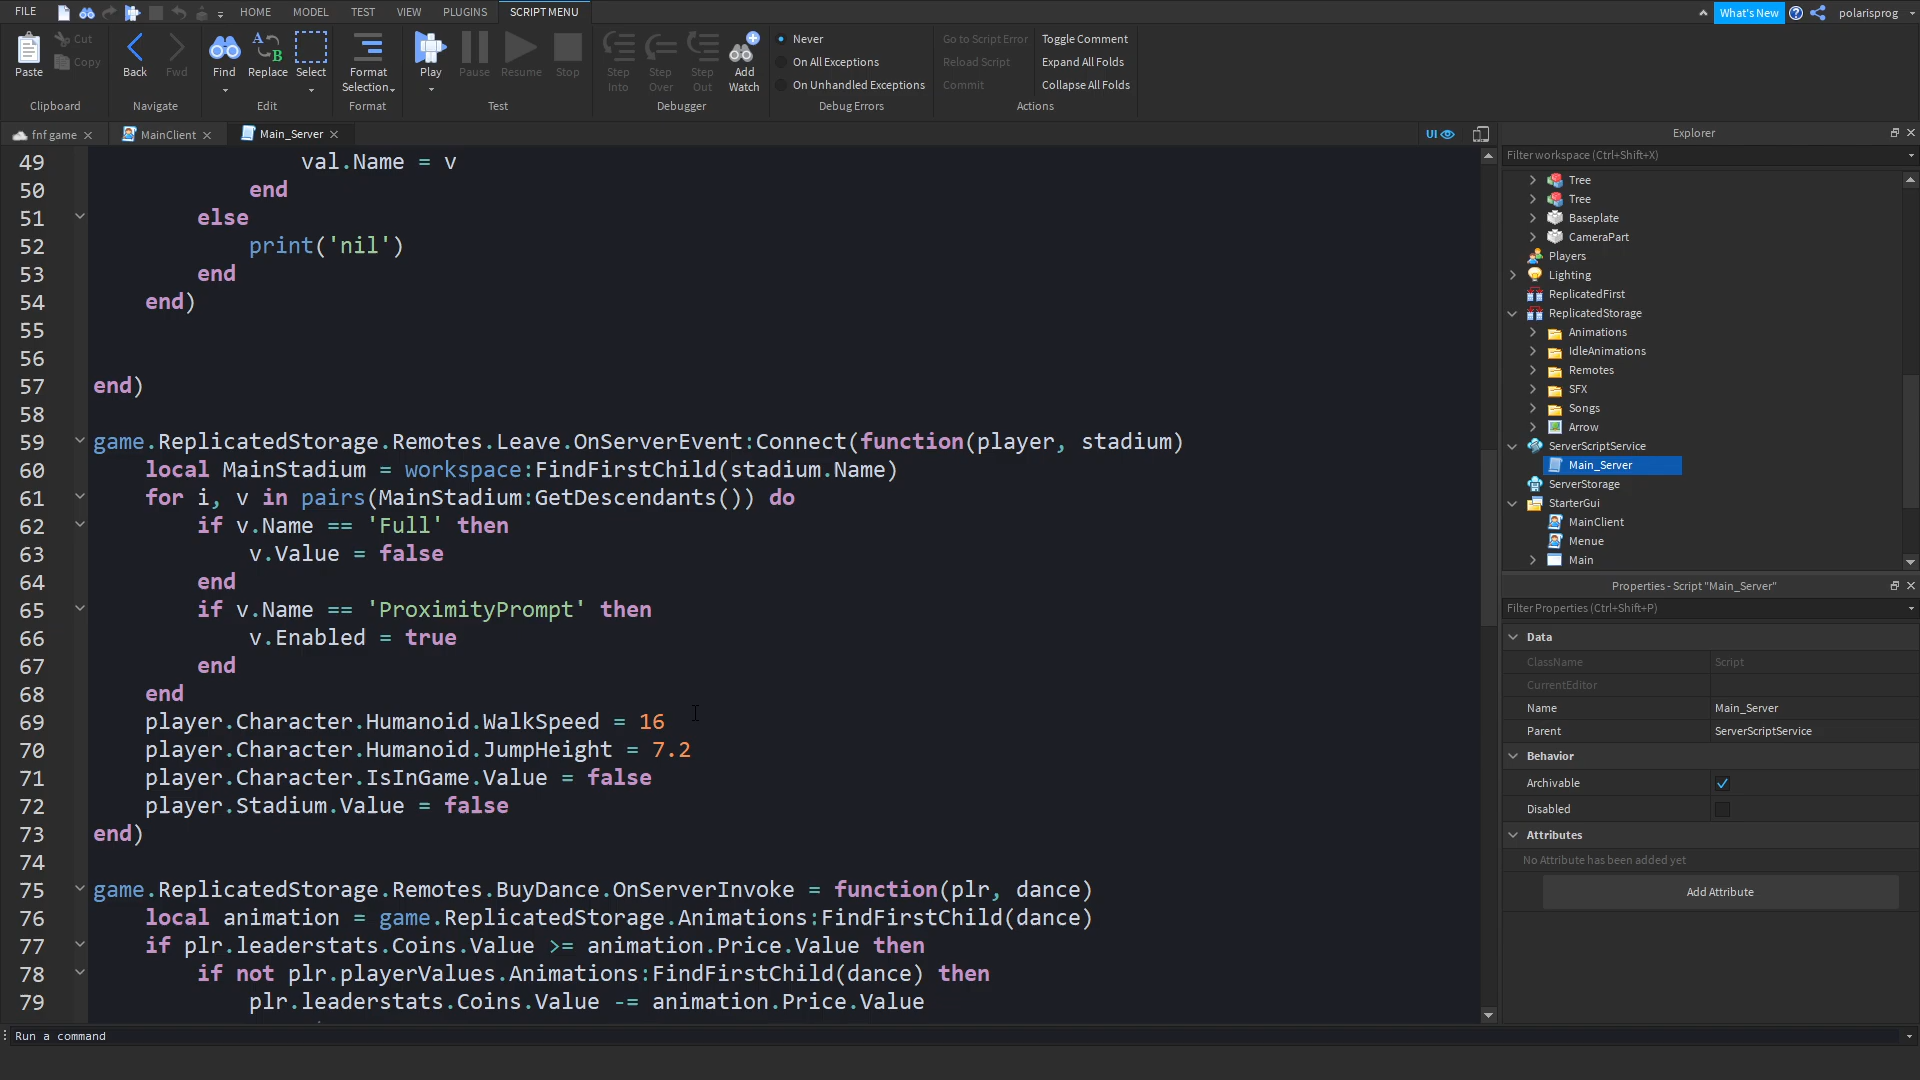 FILE
HOME
MODEL
TEST
VIEW
PLUGINS
SCRIPT MENU
What's New
polarisprog
Paste
Cut
Copy
Clipboard
Back
Fwd
Navigate
Find
Replace
Select
Edit
Format
Selection
Format
Play
Pause
Resume
Stop
Test
Step
Into
Step
Over
Step
Out
Add
Watch
Debugger
Never
On All Exceptions
On Unhandled Exceptions
Debug Errors
Go to Script Error
Reload Script
Commit
Toggle Comment
Expand All Folds
Collapse All Folds
Actions
fnf game
MainClient
Main_Server
UI
49 val.Name = v
50 end
51 else
52 print('nil')
53 end
54 end)
55
56
57 end)
58
59 game.ReplicatedStorage.Remotes.Leave.OnServerEvent:Connect(function(player, stadium)
60 local MainStadium = workspace:FindFirstChild(stadium.Name)
61 for i, v in pairs(MainStadium:GetDescendants()) do
62 if v.Name == 'Full' then
63 v.Value = false
64 end
65 if v.Name == 'ProximityPrompt' then
66 v.Enabled = true
67 end
68 end
69 player.Character.Humanoid.WalkSpeed = 16
70 player.Character.Humanoid.JumpHeight = 7.2
71 player.Character.IsInGame.Value = false
72 player.Stadium.Value = false
73 end)
74
75 game.ReplicatedStorage.Remotes.BuyDance.OnServerInvoke = function(plr, dance)
76 local animation = game.ReplicatedStorage.Animations:FindFirstChild(dance)
77 if plr.leaderstats.Coins.Value >= animation.Price.Value then
78 if not plr.playerValues.Animations:FindFirstChild(dance) then
79 plr.leaderstats.Coins.Value -= animation.Price.Value
Run a command
Explorer
Filter workspace (Ctrl+Shift+X)
Tree
Tree
Baseplate
CameraPart
Players
Lighting
ReplicatedFirst
ReplicatedStorage
Animations
IdleAnimations
Remotes
SFX
Songs
Arrow
ServerScriptService
Main_Server
ServerStorage
StarterGui
MainClient
Menue
Main
Properties - Script "Main_Server"
Filter Properties (Ctrl+Shift+P)
Data
ClassName Script
CurrentEditor
Name Main_Server
Parent ServerScriptService
Behavior
Archivable
Disabled
Attributes
No Attribute has been added yet
Add Attribute